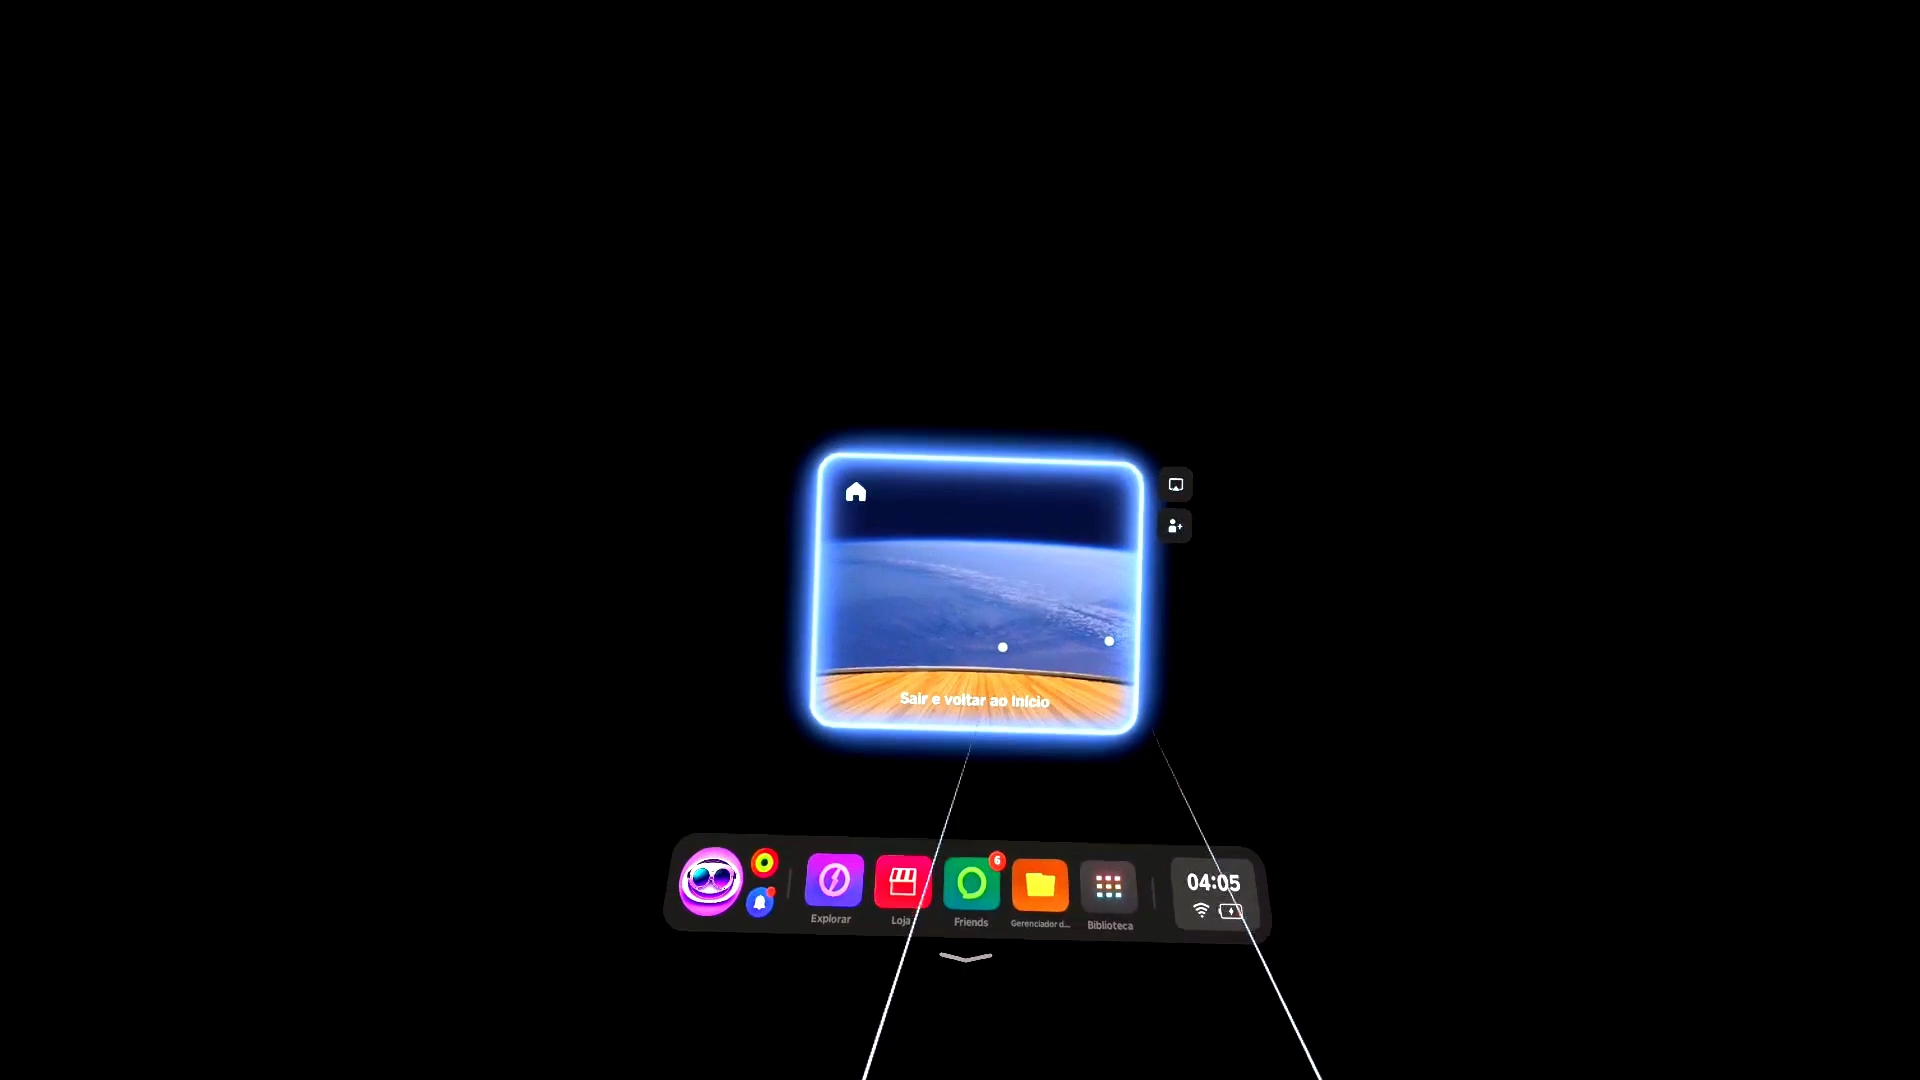 Sair e voltar ao início
6
04:05
Explorar
Loja
Friends
Gerenciador d...
Biblioteca